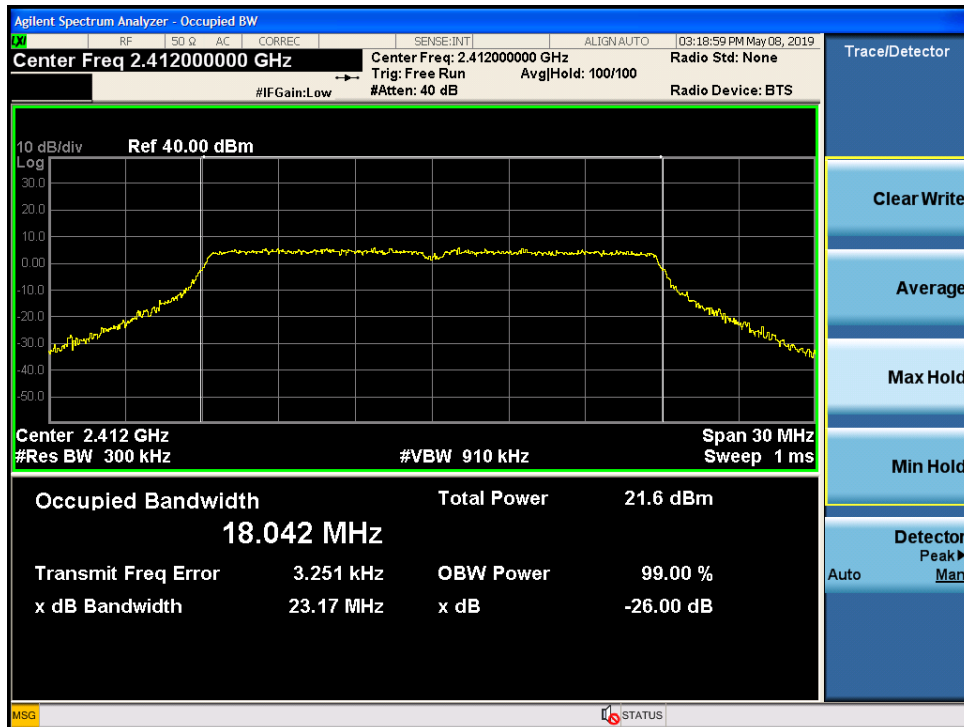 Agilent Spectrum Analyzer - Occupied BW
LXI RF 50 Ω AC CORREC SENSE:INT ALIGN AUTO 03:18:59 PM May 08, 2019
Center Freq 2.412000000 GHz
Center Freq: 2.412000000 GHz
Radio Std: None
Trig: Free Run Avg|Hold: 100/100
#IFGain:Low
#Atten: 40 dB
Radio Device: BTS
10 dB/div Ref 40.00 dBm
Log
30.0
20.0
10.0
0.00
-10.0
-20.0
-30.0
-40.0
-50.0
Center 2.412 GHz
Span 30 MHz
#Res BW 300 kHz
#VBW 910 kHz
Sweep 1 ms
Occupied Bandwidth
18.042 MHz
Total Power 21.6 dBm
Transmit Freq Error 3.251 kHz
OBW Power 99.00 %
x dB Bandwidth 23.17 MHz
x dB -26.00 dB
Trace/Detector
Clear Write
Average
Max Hold
Min Hold
Detector
Peak▶
Auto Man
MSG
STATUS